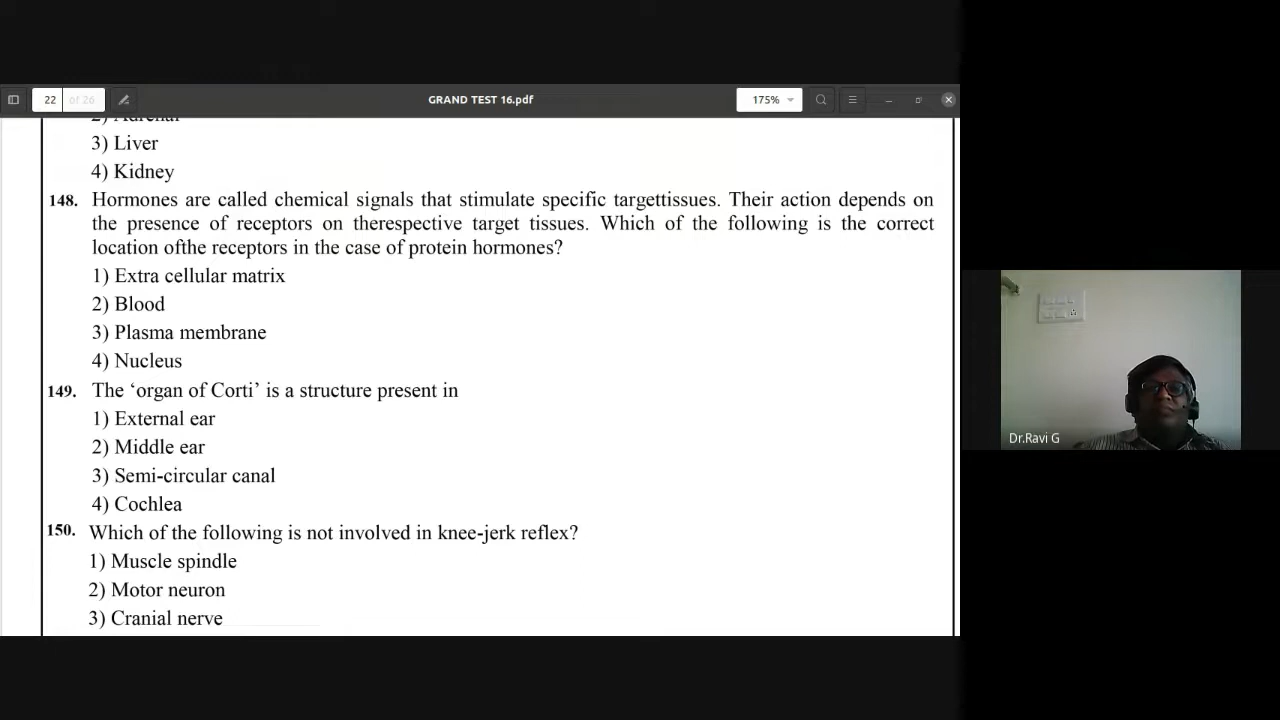 22 of 26
GRAND TEST 16.pdf
175%
2) Adrenal
3) Liver
4) Kidney
148. Hormones are called chemical signals that stimulate specific targettissues. Their action depends on
the presence of receptors on therespective target tissues. Which of the following is the correct
location ofthe receptors in the case of protein hormones?
1) Extra cellular matrix
2) Blood
3) Plasma membrane
4) Nucleus
149. The ‘organ of Corti’ is a structure present in
1) External ear
2) Middle ear
3) Semi-circular canal
4) Cochlea
150. Which of the following is not involved in knee-jerk reflex?
1) Muscle spindle
2) Motor neuron
3) Cranial nerve
Dr.Ravi G